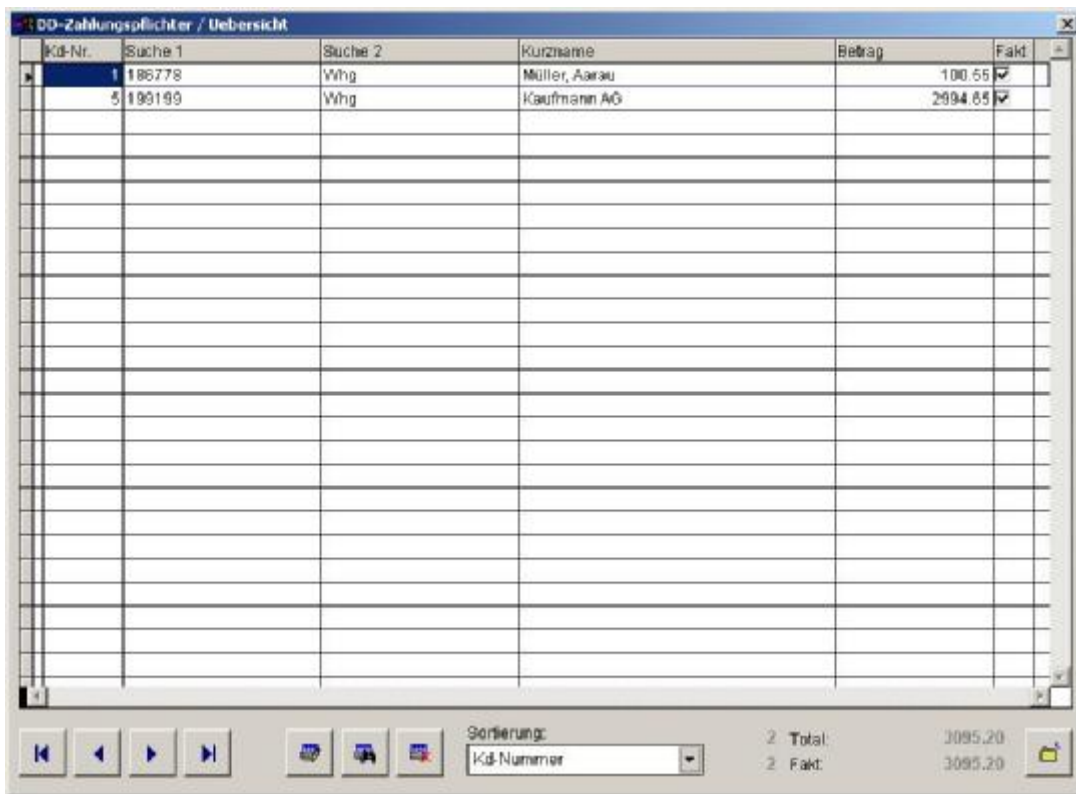 DD-Zahlungspflichter / Uebersicht
Kd-Nr. Suche 1 Suche 2 Kurzname Betrag Fakt
1 186778 Whg Müller, Aarau 100.55
5 199199 Whg Kaufmann AG 2994.65
Sortierung:
Kd-Nummer
2 Total: 3095.20
2 Fakt: 3095.20